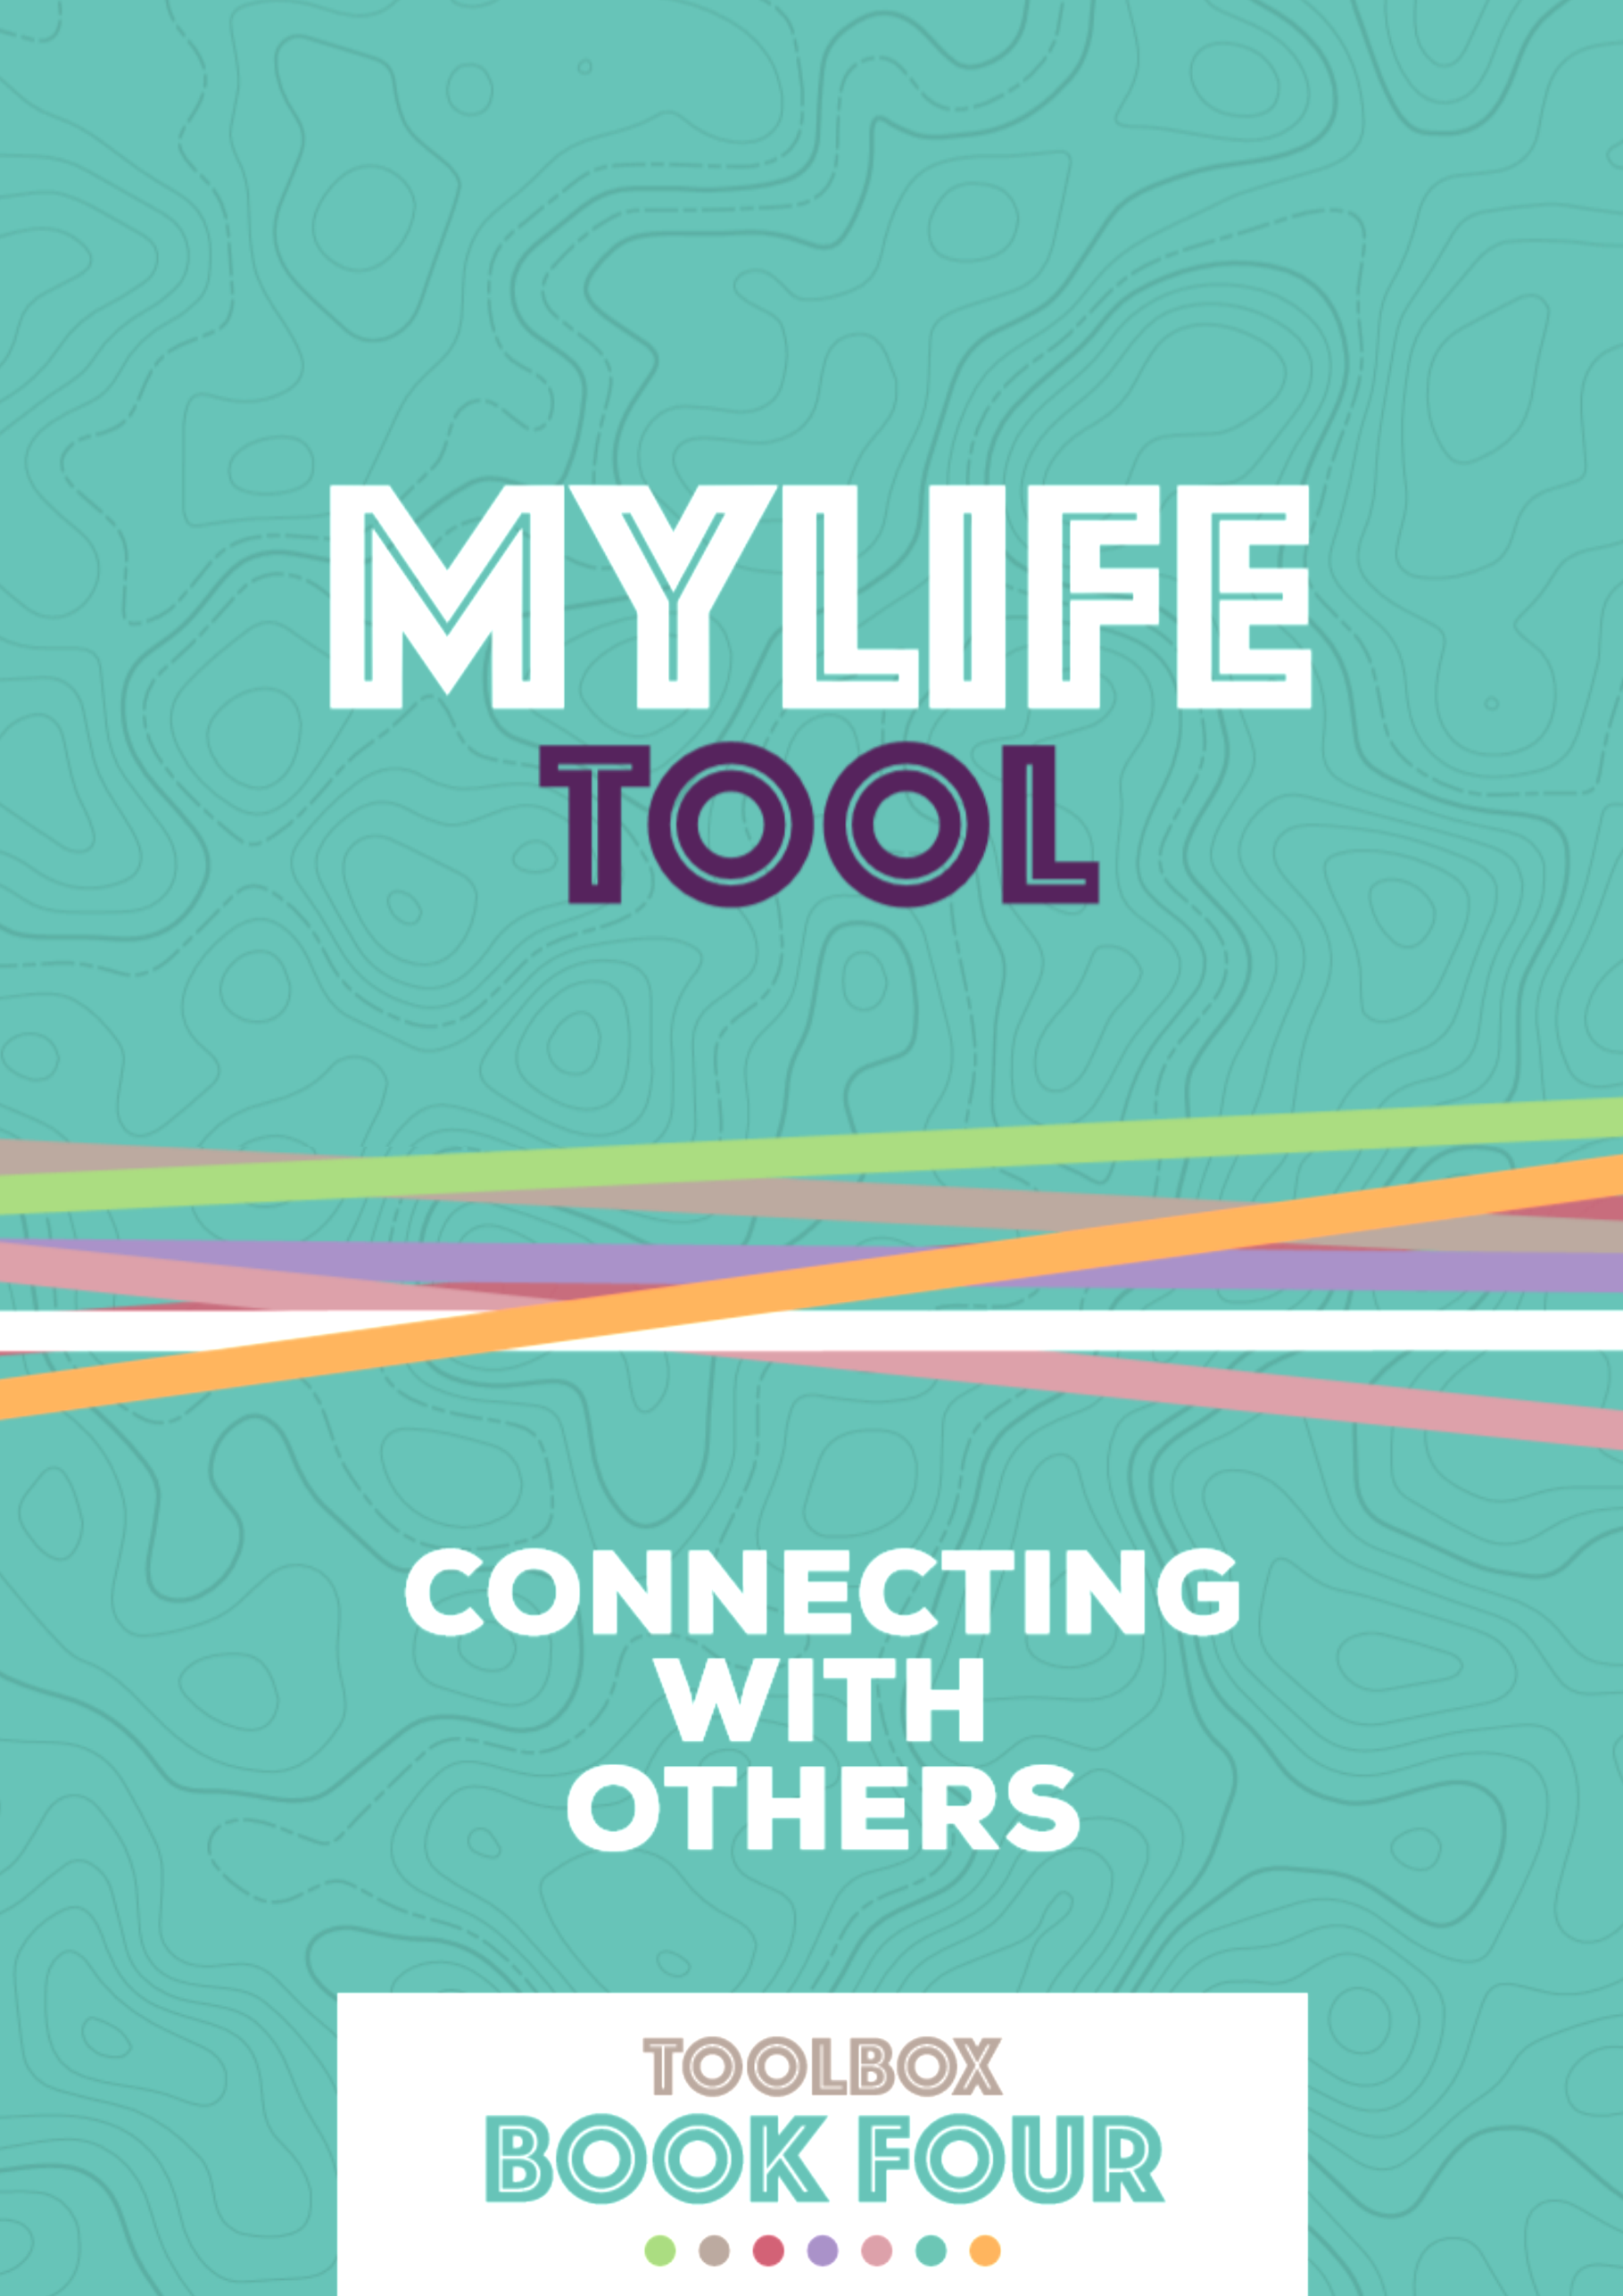 MYLIFE
TOOL
CONNECTING
WITH
OTHERS
TOOLBOX
BOOK FOUR